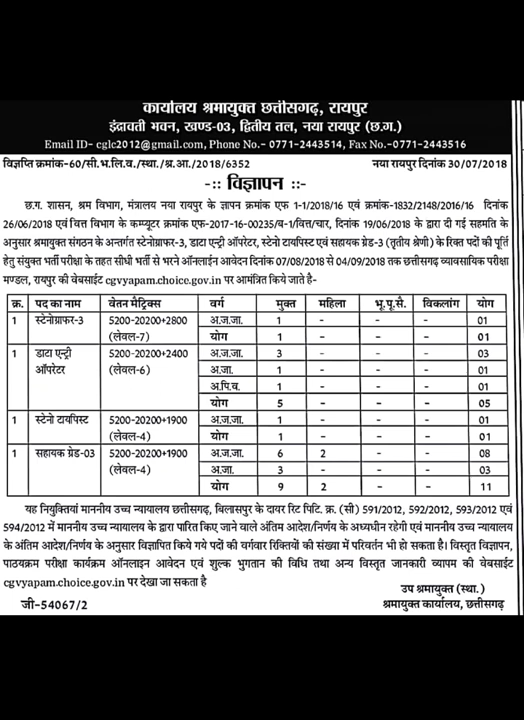 कार्यालय श्रमायुक्त छत्तीसगढ़, रायपुर
इंद्रावती भवन, खण्ड-03, द्वितीय तल, नया रायपुर (छ.ग.)
Email ID- cglc2012@gmail.com, Phone No.- 0771-2443514, Fax No.-0771-2443516
विज्ञप्ति क्रमांक-60/सी.भ.लि.व./स्था./श्र.आ./2018/6352 नया रायपुर दिनांक 30/07/2018
-:: विज्ञापन ::-
छ.ग. शासन, श्रम विभाग, मंत्रालय नया रायपुर के ज्ञापन क्रमांक एफ 1-1/2018/16 एवं क्रमांक-1832/2148/2016/16 दिनांक
26/06/2018 एवं वित्त विभाग के कम्प्यूटर क्रमांक एफ-2017-16-00235/ब-1/वित्त/चार, दिनांक 19/06/2018 के द्वारा दी गई सहमति के
अनुसार श्रमायुक्त संगठन के अन्तर्गत स्टेनोग्राफर-3, डाटा एन्ट्री ऑपरेटर, स्टेनो टायपिस्ट एवं सहायक ग्रेड-3 (तृतीय श्रेणी) के रिक्त पदों की पूर्ति
हेतु संयुक्त भर्ती परीक्षा के तहत सीधी भर्ती से भरने ऑनलाईन आवेदन दिनांक 07/08/2018 से 04/09/2018 तक छत्तीसगढ़ व्यावसायिक परीक्षा
मण्डल, रायपुर की वेबसाईट cgvyapam.choice.gov.in पर आमंत्रित किये जाते है-
क्र. पद का नाम वेतन मैट्रिक्स वर्ग मुक्त महिला भू.पू.सै. विकलांग योग
1 स्टेनोग्राफर-3 5200-20200+2800 अ.ज.जा. 1 - - - 01
(लेवल-7) योग 1 - - - 01
1 डाटा एन्ट्री 5200-20200+2400 अ.ज.जा. 3 - - - 03
ऑपरेटर (लेवल-6) अ.जा. 1 - - - 01
अ.पि.व. 1 - - - 01
योग 5 - - - 05
1 स्टेनो टायपिस्ट 5200-20200+1900 अ.ज.जा. 1 - - - 01
(लेवल-4) योग 1 - - - 01
1 सहायक ग्रेड-03 5200-20200+1900 अ.ज.जा. 6 2 - - 08
(लेवल-4) अ.जा. 3 - - - 03
योग 9 2 - - 11
यह नियुक्तियां माननीय उच्च न्यायालय छत्तीसगढ़, बिलासपुर के दायर रिट पिटि. क्र. (सी) 591/2012, 592/2012, 593/2012 एवं
594/2012 में माननीय उच्च न्यायालय के द्वारा पारित किए जाने वाले अंतिम आदेश/निर्णय के अध्यधीन रहेगी एवं माननीय उच्च न्यायालय
के अंतिम आदेश/निर्णय के अनुसार विज्ञापित किये गये पदों की वर्गवार रिक्तियों की संख्या में परिवर्तन भी हो सकता है। विस्तृत विज्ञापन,
पाठयक्रम परीक्षा कार्यक्रम ऑनलाइन आवेदन एवं शुल्क भुगतान की विधि तथा अन्य विस्तृत जानकारी व्यापम की वेबसाईट
cgvyapam.choice.gov.in पर देखा जा सकता है
उप श्रमायुक्त (स्था.)
जी-54067/2 श्रमायुक्त कार्यालय, छत्तीसगढ़